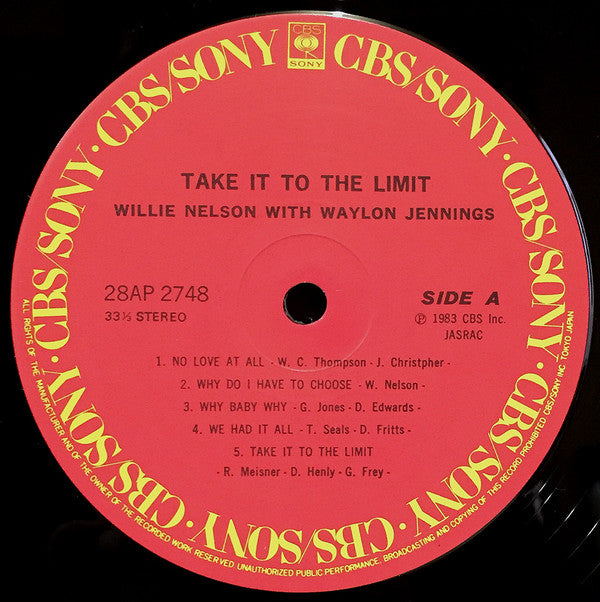 CBS
SONY
CBS/SONY · CBS/SONY · CBS/SONY · CBS/SONY · CBS/SONY · CBS/SONY · CBS/SONY · CBS/SONY
TAKE IT TO THE LIMIT
WILLIE NELSON WITH WAYLON JENNINGS
28AP 2748
33⅓ STEREO
SIDE A
Ⓟ 1983 CBS Inc.
JASRAC
1. NO LOVE AT ALL - W. C. Thompson - J. Christpher -
2. WHY DO I HAVE TO CHOOSE - W. Nelson -
3. WHY BABY WHY - G. Jones - D. Edwards -
4. WE HAD IT ALL - T. Seals - D. Fritts -
5. TAKE IT TO THE LIMIT
- R. Meisner - D. Henly - G. Frey -
ALL RIGHTS OF THE MANUFACTURER AND OF THE OWNER OF THE RECORDED WORK RESERVED. UNAUTHORIZED PUBLIC PERFORMANCE, BROADCASTING AND COPYING OF THIS RECORD PROHIBITED CBS/SONY INC. TOKYO JAPAN